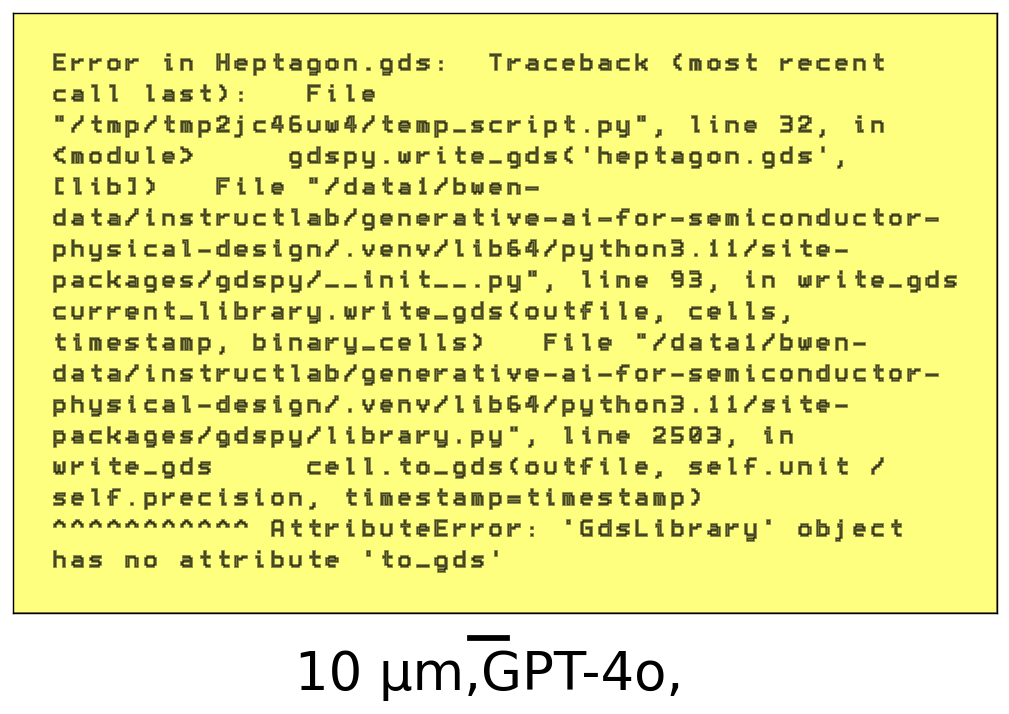 Error in Heptagon.gds:  Traceback (most recent
call last):   File
"/tmp/tmp2jc46uw4/temp_script.py", line 32, in
<module>     gdspy.write_gds('heptagon.gds',
[lib])   File "/data1/bwen-
data/instructlab/generative-ai-for-semiconductor-
physical-design/.venv/lib64/python3.11/site-
packages/gdspy/__init__.py", line 93, in write_gds
current_library.write_gds(outfile, cells,
timestamp, binary_cells)   File "/data1/bwen-
data/instructlab/generative-ai-for-semiconductor-
physical-design/.venv/lib64/python3.11/site-
packages/gdspy/library.py", line 2503, in
write_gds     cell.to_gds(outfile, self.unit /
self.precision, timestamp=timestamp)
^^^^^^^^^^^ AttributeError: 'GdsLibrary' object
has no attribute 'to_gds'
10 μm,GPT-4o,